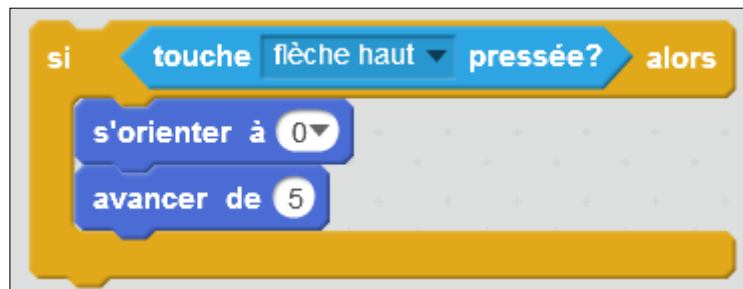 si touche flèche haut pressée? alors
s'orienter à 0
avancer de 5